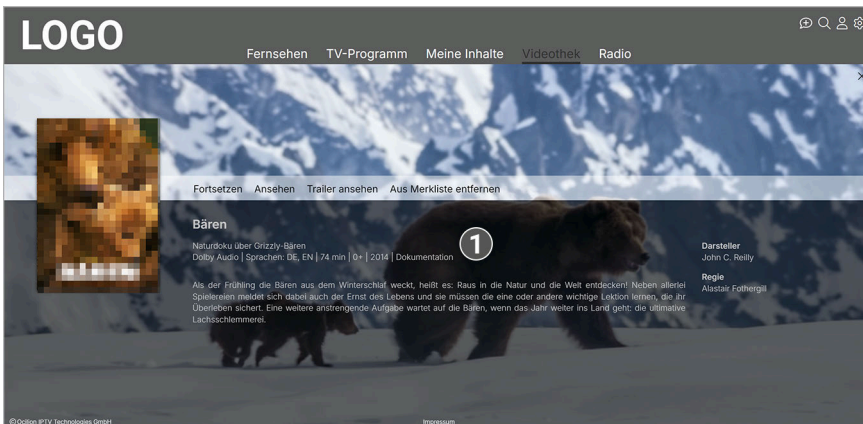 LOGO
Fernsehen TV-Programm Meine Inhalte Videothek Radio
Fortsetzen Ansehen Trailer ansehen Aus Merkliste entfernen
Bären
Naturdoku über Grizzly-Bären
Dolby Audio | Sprachen: DE, EN | 74 min | 0+ | 2014 | Dokumentation
1
Als der Frühling die Bären aus dem Winterschlaf weckt, heißt es: Raus in die Natur und die Welt entdecken! Neben allerlei
Spielereien meldet sich dabei auch der Ernst des Lebens und sie müssen die eine oder andere wichtige Lektion lernen, die ihr
Überleben sichert. Eine weitere anstrengende Aufgabe wartet auf die Bären, wenn das Jahr weiter ins Land geht: die ultimative
Lachsschlemmerei.
Darsteller
John C. Reilly
Regie
Alastair Fothergill
© Ocilion IPTV Technologies GmbH
Impressum